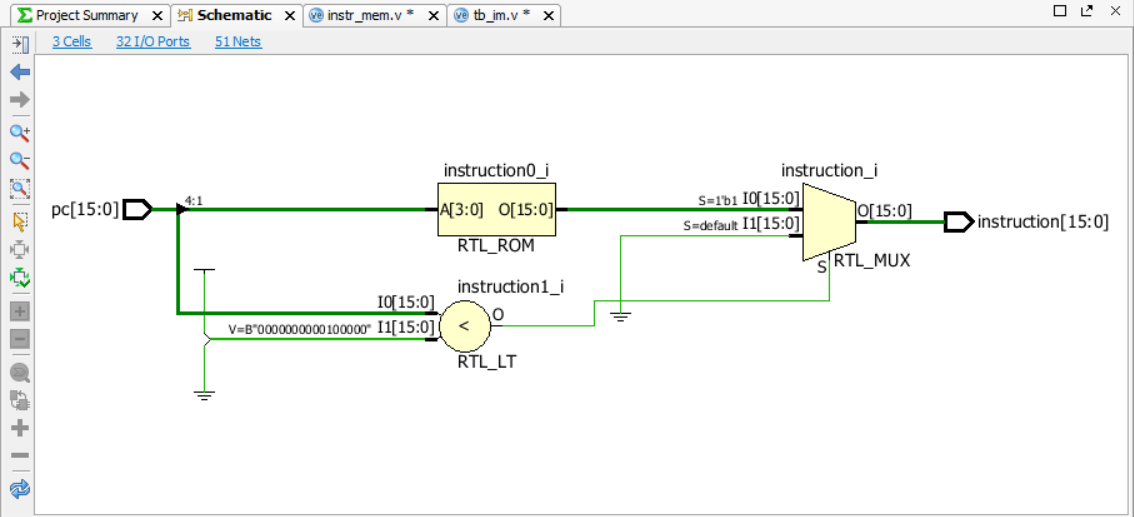 Project Summary
Schematic
instr_mem.v *
tb_im.v *
3 Cells
32 I/O Ports
51 Nets
pc[15:0]
4:1
instruction0_i
A[3:0] O[15:0]
RTL_ROM
instruction1_i
I0[15:0]
V=B"0000000000100000" I1[15:0]
<
O
RTL_LT
instruction_i
S=1'b1 I0[15:0]
S=default I1[15:0]
O[15:0]
S
RTL_MUX
instruction[15:0]